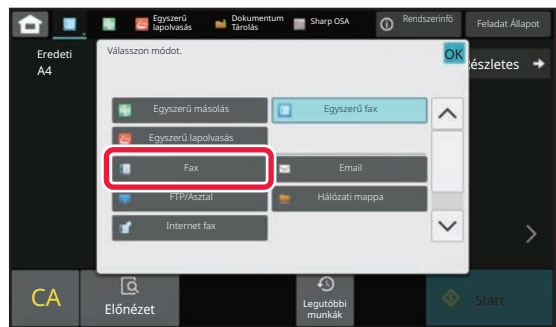 Egyszerű
lapolvasás
Dokumentum
Tárolás
Sharp OSA
Rendszerinfó
Feladat Állapot
Eredeti
A4
Válasszon módot.
OK
észletes
Egyszerű másolás
Egyszerű fax
Egyszerű lapolvasás
Fax
Email
FTP/Asztal
Hálózati mappa
Internet fax
CA
Előnézet
Legutóbbi
munkák
Start